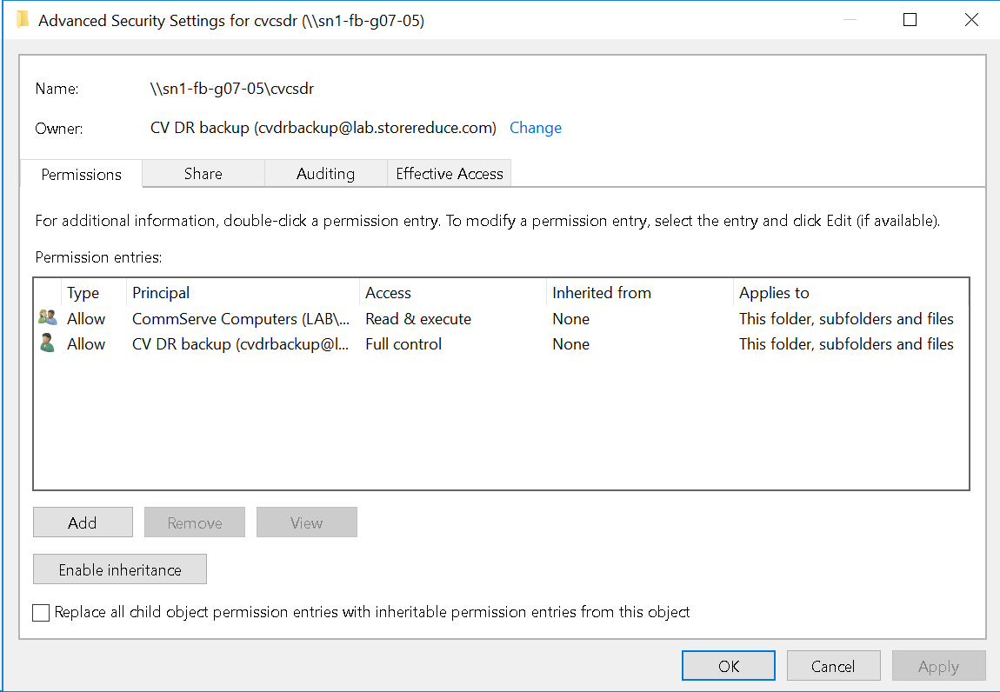 Advanced Security Settings for cvcsdr (\\sn1-fb-g07-05)
Name: \\sn1-fb-g07-05\cvcsdr
Owner: CV DR backup (cvdrbackup@lab.storereduce.com) Change
Permissions Share Auditing Effective Access
For additional information, double-click a permission entry. To modify a permission entry, select the entry and click Edit (if available).
Permission entries:
Type Principal Access Inherited from Applies to
Allow CommServe Computers (LAB\... Read & execute None This folder, subfolders and files
Allow CV DR backup (cvdrbackup@l... Full control None This folder, subfolders and files
Add Remove View
Enable inheritance
Replace all child object permission entries with inheritable permission entries from this object
OK Cancel Apply